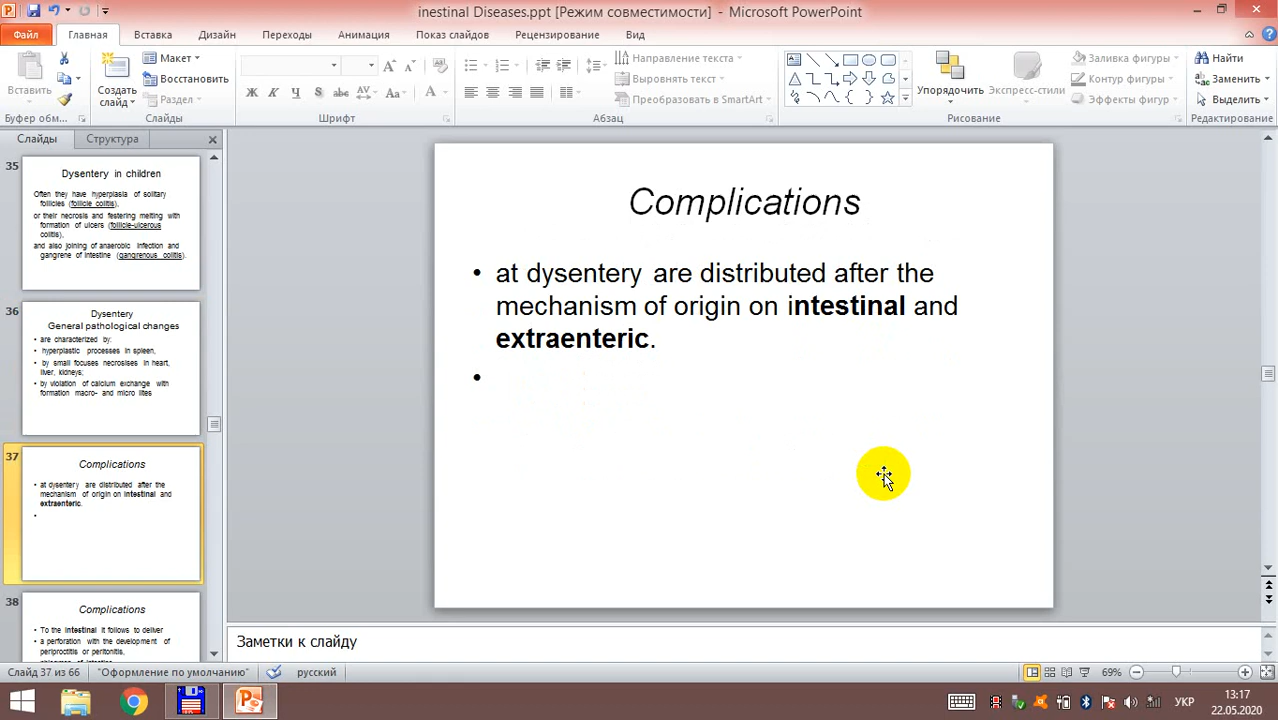 inestinal Diseases.ppt [Режим совместимости] - Microsoft PowerPoint
Файл Главная Вставка Дизайн Переходы Анимация Показ слайдов Рецензирование Вид
Вставить
Буфер обм...
Создать слайд
Макет
Восстановить
Раздел
Слайды
Ж К Ч S abc AV Aa A
Шрифт
Направление текста
Выровнять текст
Преобразовать в SmartArt
Абзац
Упорядочить
Экспресс-стили
Заливка фигуры
Контур фигуры
Эффекты фигур
Рисование
Найти
Заменить
Выделить
Редактирование
Слайды Структура
35
Dysentery in children
Often they have hyperplasia of solitary
follicles (follicle colitis),
or their necrosis and festering melting with
formation of ulcers (follicle-ulcerous
colitis),
and also joining of anaerobic infection and
gangrene of intestine (gangrenous colitis).
36
Dysentery
General pathological changes
• are characterized by:
• hyperplastic processes in spleen,
• by small focuses necrosises in heart,
liver, kidneys;
• by violation of calcium exchange with
formation macro- and micro lites
37
Complications
• at dysentery are distributed after the
mechanism of origin on intestinal and
extraenteric.
•
38
Complications
• To the intestinal it follows to deliver
• a perforation with the development of
periproctitis or peritonitis,
Complications
• at dysentery are distributed after the
mechanism of origin on intestinal and
extraenteric.
•
Заметки к слайду
Слайд 37 из 66 "Оформление по умолчанию" русский 69%
УКР 13:17
22.05.2020